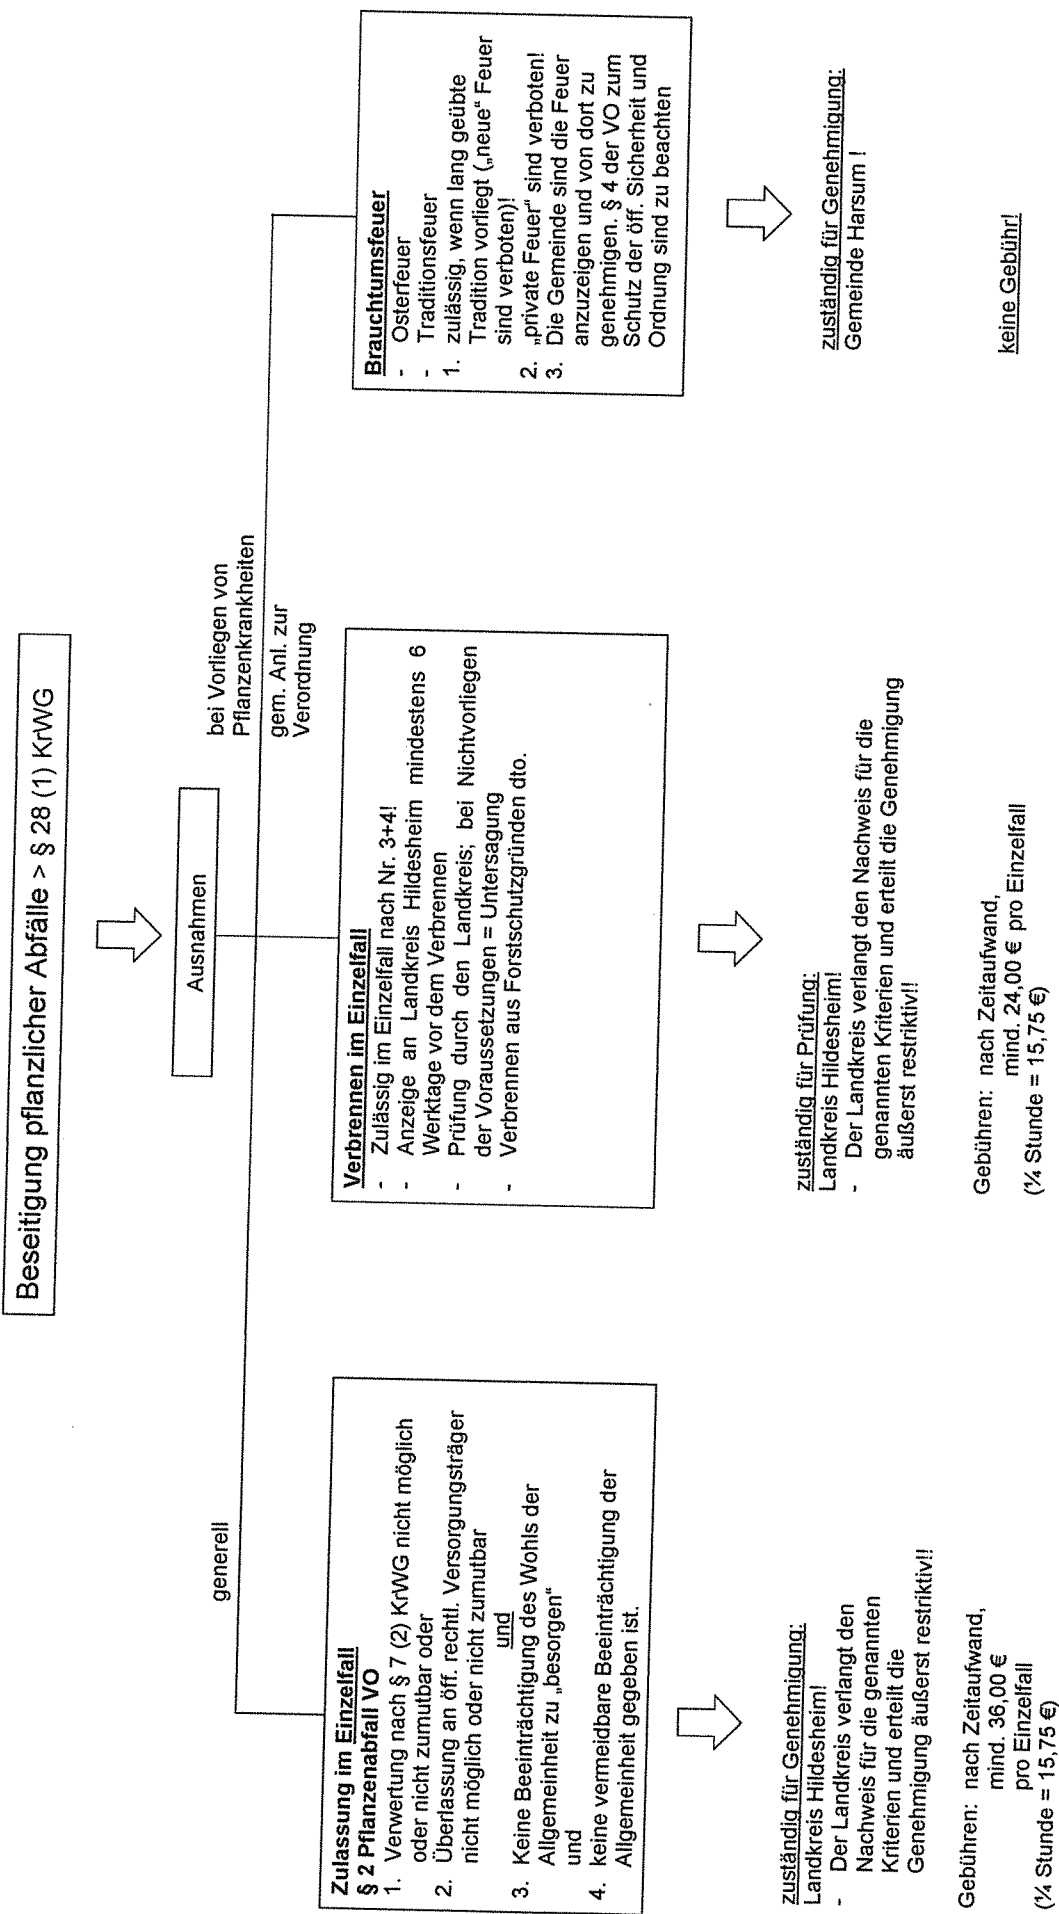 Beseitigung pflanzlicher Abfälle > § 28 (1) KrWG
Ausnahmen
generell
bei Vorliegen von
Pflanzenkrankheiten
gem. Anl. zur
Verordnung
Zulassung im Einzelfall
§ 2 Pflanzenabfall VO
1. Verwertung nach § 7 (2) KrWG nicht möglich
oder nicht zumutbar oder
2. Überlassung an öff. rechtl. Versorgungsträger
nicht möglich oder nicht zumutbar
und
3. Keine Beeinträchtigung des Wohls der
Allgemeinheit zu „besorgen“
und
4. keine vermeidbare Beeinträchtigung der
Allgemeinheit gegeben ist.
zuständig für Genehmigung:
Landkreis Hildesheim!
- Der Landkreis verlangt den
Nachweis für die genannten
Kriterien und erteilt die
Genehmigung äußerst restriktiv!!
Gebühren: nach Zeitaufwand,
mind. 36,00 €
pro Einzelfall
(¼ Stunde = 15,75 €)
Verbrennen im Einzelfall
- Zulässig im Einzelfall nach Nr. 3+4!
- Anzeige an Landkreis Hildesheim mindestens 6
Werktage vor dem Verbrennen
- Prüfung durch den Landkreis; bei Nichtvorliegen
der Voraussetzungen = Untersagung
- Verbrennen aus Forstschutzgründen dto.
zuständig für Prüfung:
Landkreis Hildesheim!
- Der Landkreis verlangt den Nachweis für die
genannten Kriterien und erteilt die Genehmigung
äußerst restriktiv!!
Gebühren: nach Zeitaufwand,
mind. 24,00 € pro Einzelfall
(¼ Stunde = 15,75 €)
Brauchtumsfeuer
- Osterfeuer
- Traditionsfeuer
1. zulässig, wenn lang geübte
Tradition vorliegt („neue“ Feuer
sind verboten)!
2. „private Feuer“ sind verboten!
3. Die Gemeinde sind die Feuer
anzuzeigen und von dort zu
genehmigen. § 4 der VO zum
Schutz der öff. Sicherheit und
Ordnung sind zu beachten
zuständig für Genehmigung:
Gemeinde Harsum !
keine Gebühr!